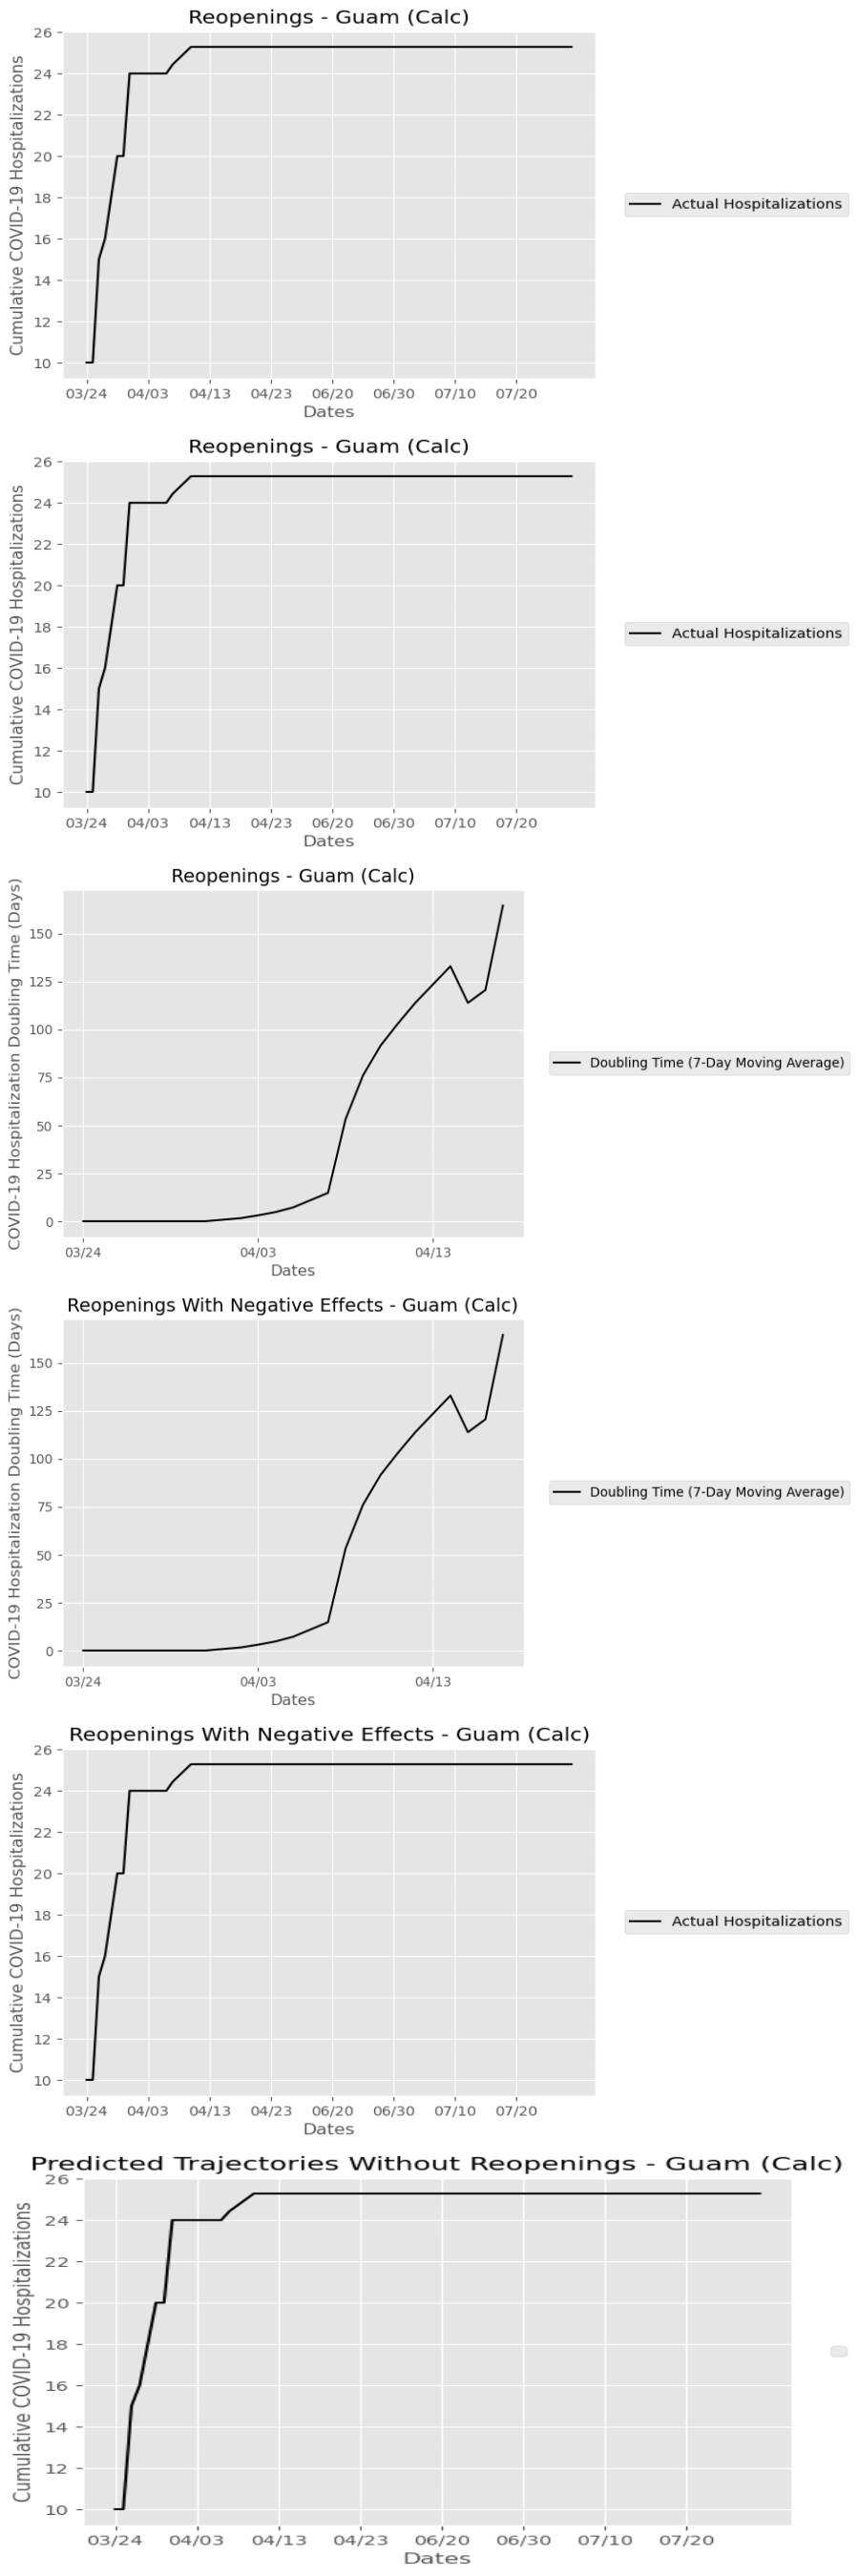 Reopenings - Guam (Calc)
Cumulative COVID-19 Hospitalizations
26
24
22
20
18
16
14
12
10
03/24 04/03 04/13 04/23 06/20 06/30 07/10 07/20
Dates
Actual Hospitalizations
Reopenings - Guam (Calc)
Cumulative COVID-19 Hospitalizations
26
24
22
20
18
16
14
12
10
03/24 04/03 04/13 04/23 06/20 06/30 07/10 07/20
Dates
Actual Hospitalizations
Reopenings - Guam (Calc)
COVID-19 Hospitalization Doubling Time (Days)
150
125
100
75
50
25
0
03/24 04/03 04/13
Dates
Doubling Time (7-Day Moving Average)
Reopenings With Negative Effects - Guam (Calc)
COVID-19 Hospitalization Doubling Time (Days)
150
125
100
75
50
25
0
03/24 04/03 04/13
Dates
Doubling Time (7-Day Moving Average)
Reopenings With Negative Effects - Guam (Calc)
Cumulative COVID-19 Hospitalizations
26
24
22
20
18
16
14
12
10
03/24 04/03 04/13 04/23 06/20 06/30 07/10 07/20
Dates
Actual Hospitalizations
Predicted Trajectories Without Reopenings - Guam (Calc)
Cumulative COVID-19 Hospitalizations
26
24
22
20
18
16
14
12
10
03/24 04/03 04/13 04/23 06/20 06/30 07/10 07/20
Dates